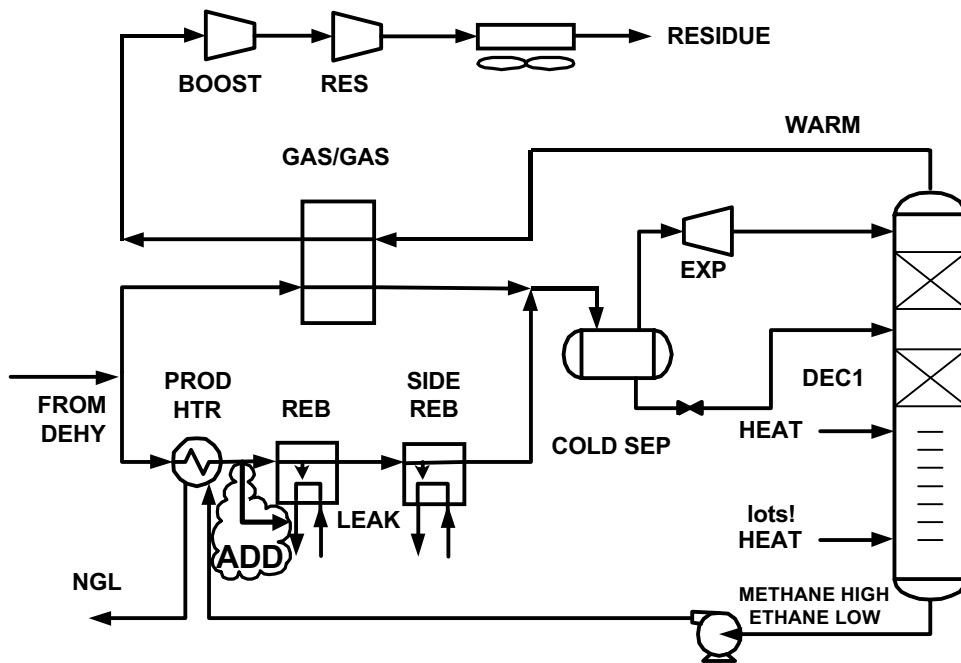 RESIDUE
BOOST
RES
WARM
GAS/GAS
EXP
PROD
HTR
REB
SIDE
REB
DEC1
FROM
DEHY
COLD SEP
HEAT
LEAK
lots!
HEAT
ADD
NGL
METHANE HIGH
ETHANE LOW